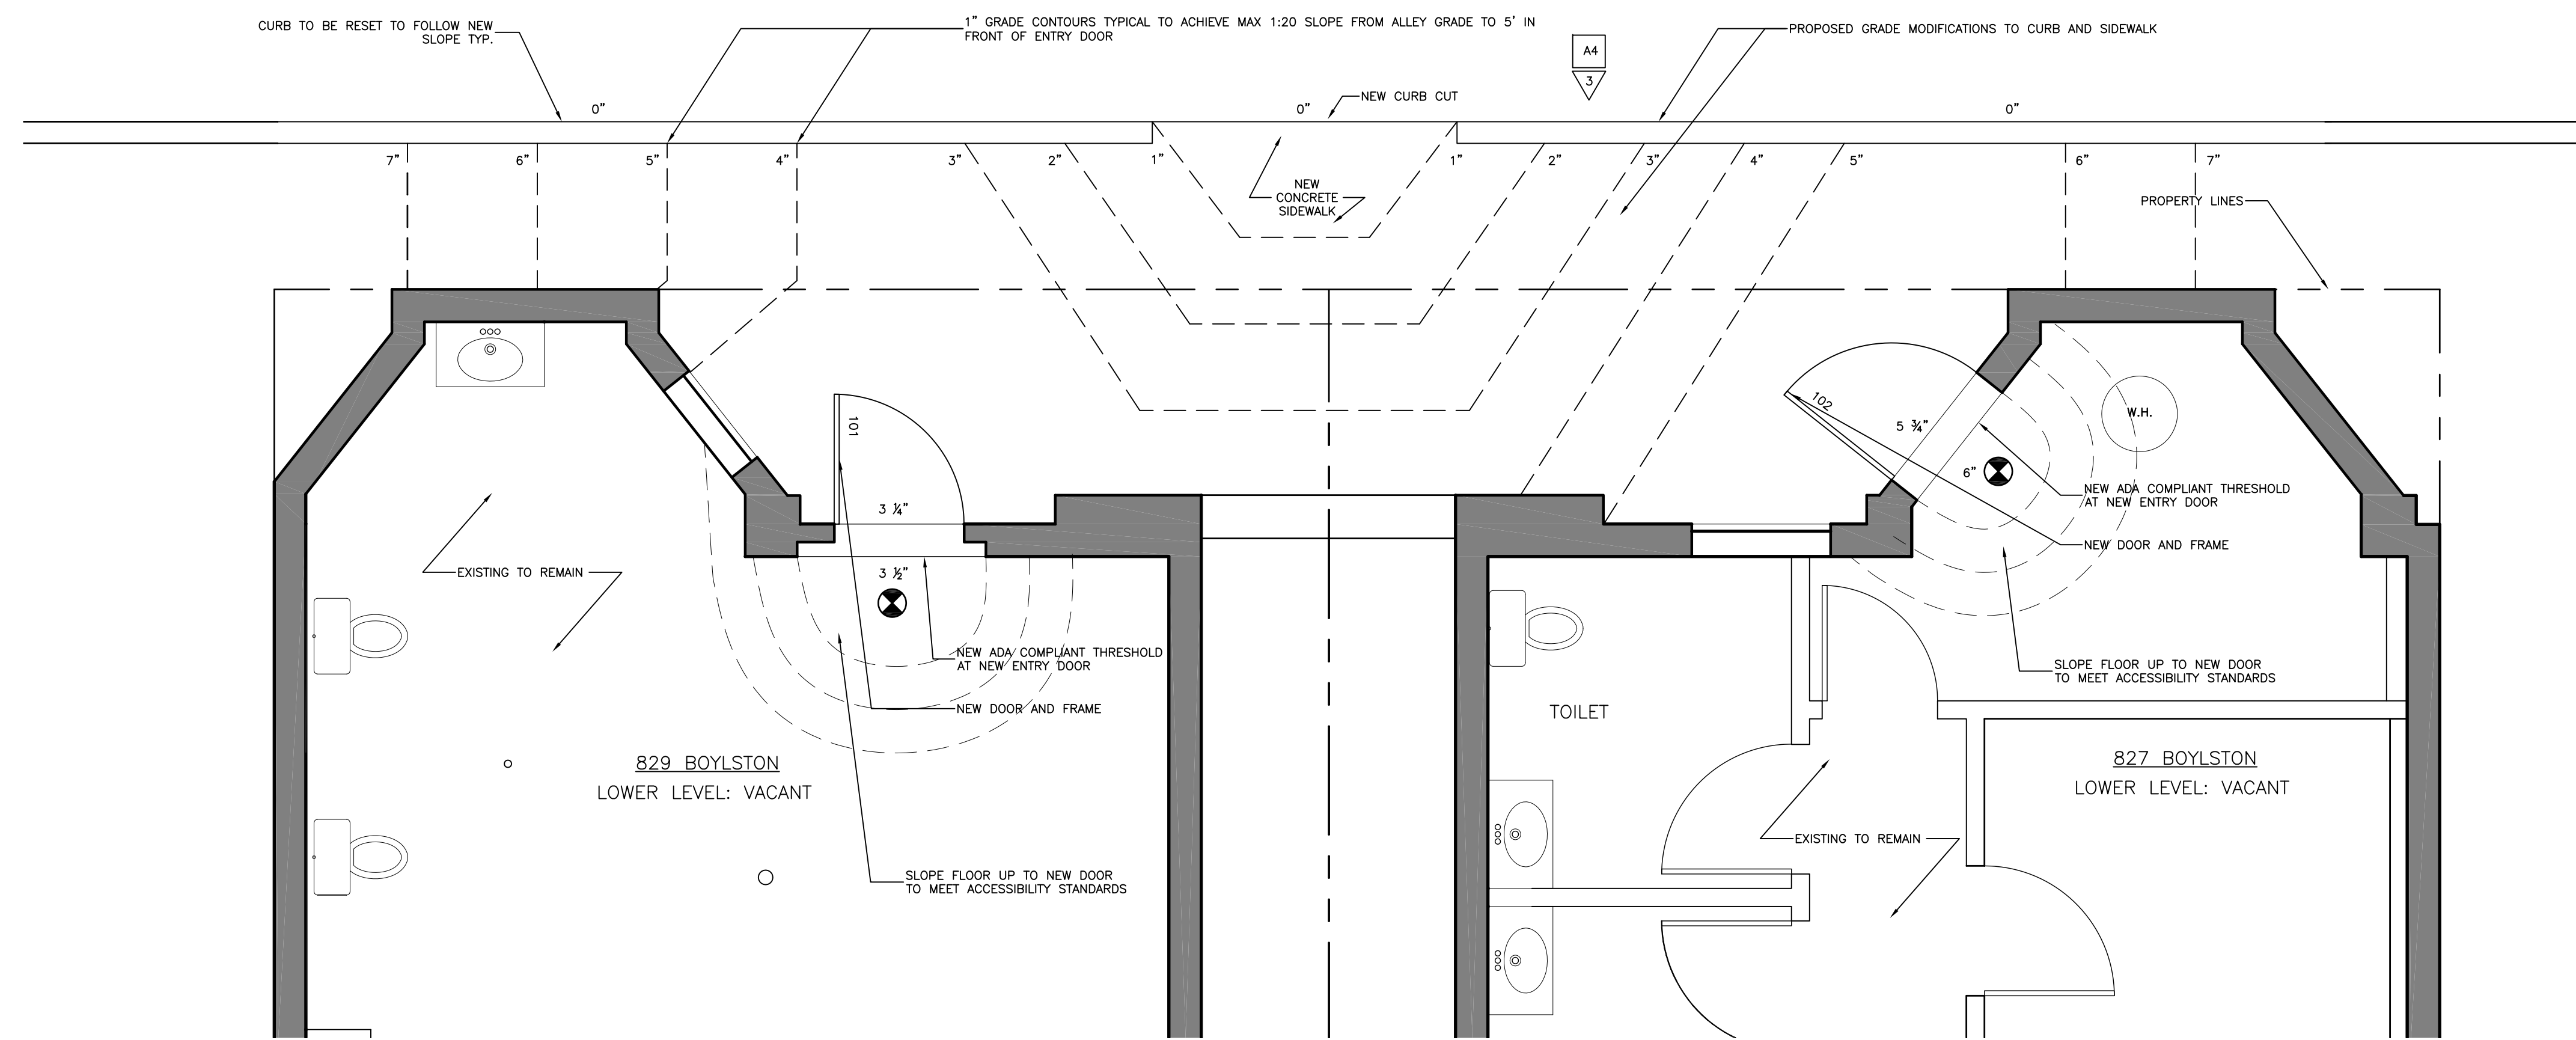 CURB TO BE RESET TO FOLLOW NEW
SLOPE TYP.
1" GRADE CONTOURS TYPICAL TO ACHIEVE MAX 1:20 SLOPE FROM ALLEY GRADE TO 5' IN
FRONT OF ENTRY DOOR
A4
3
PROPOSED GRADE MODIFICATIONS TO CURB AND SIDEWALK
NEW CURB CUT
0"
0"
0"
7"
6"
5"
4"
3"
2"
1"
1"
2"
3"
4"
5"
6"
7"
NEW
CONCRETE
SIDEWALK
PROPERTY LINES
101
102
W.H.
5 ¾"
6"
3 ¼"
3 ½"
NEW ADA COMPLIANT THRESHOLD
AT NEW ENTRY DOOR
NEW DOOR AND FRAME
EXISTING TO REMAIN
NEW ADA COMPLIANT THRESHOLD
AT NEW ENTRY DOOR
NEW DOOR AND FRAME
SLOPE FLOOR UP TO NEW DOOR
TO MEET ACCESSIBILITY STANDARDS
TOILET
829 BOYLSTON
LOWER LEVEL: VACANT
827 BOYLSTON
LOWER LEVEL: VACANT
EXISTING TO REMAIN
SLOPE FLOOR UP TO NEW DOOR
TO MEET ACCESSIBILITY STANDARDS